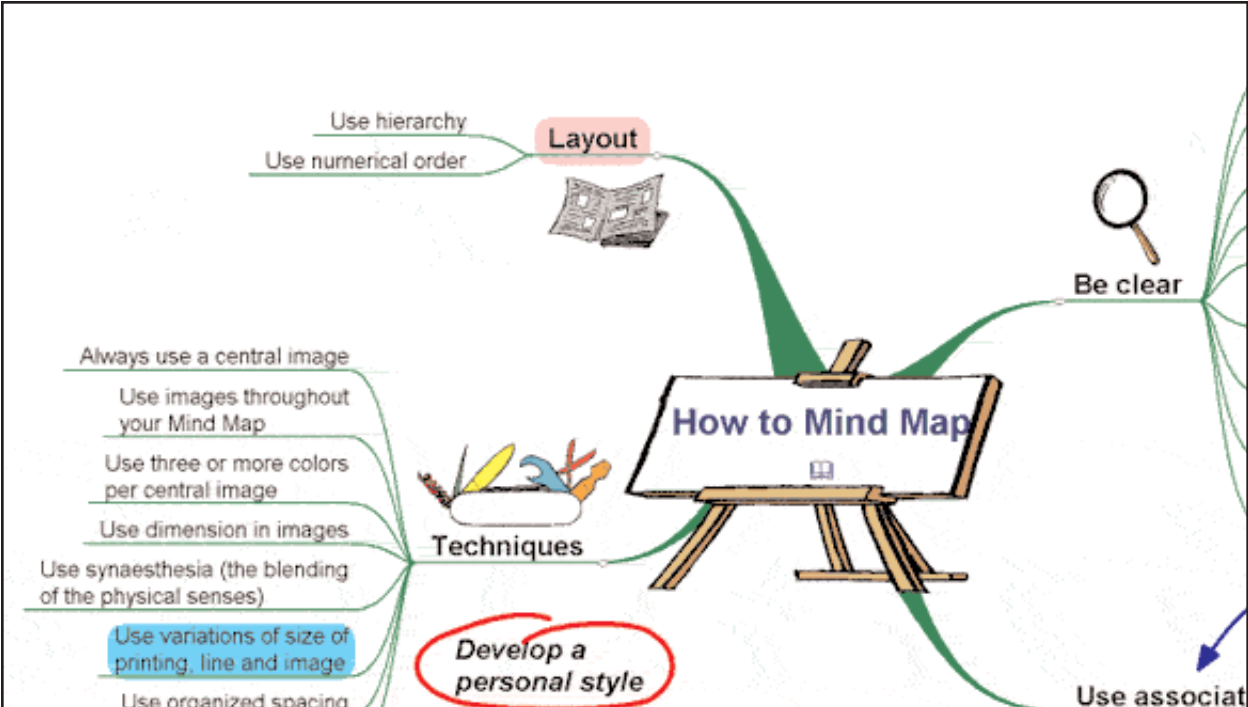 Use hierarchy
Use numerical order
Layout
Be clear
How to Mind Map
Always use a central image
Use images throughout
your Mind Map
Use three or more colors
per central image
Use dimension in images
Use synaesthesia (the blending
of the physical senses)
Use variations of size of
printing, line and image
Use organized spacing
Techniques
Develop a
personal style
Use associat